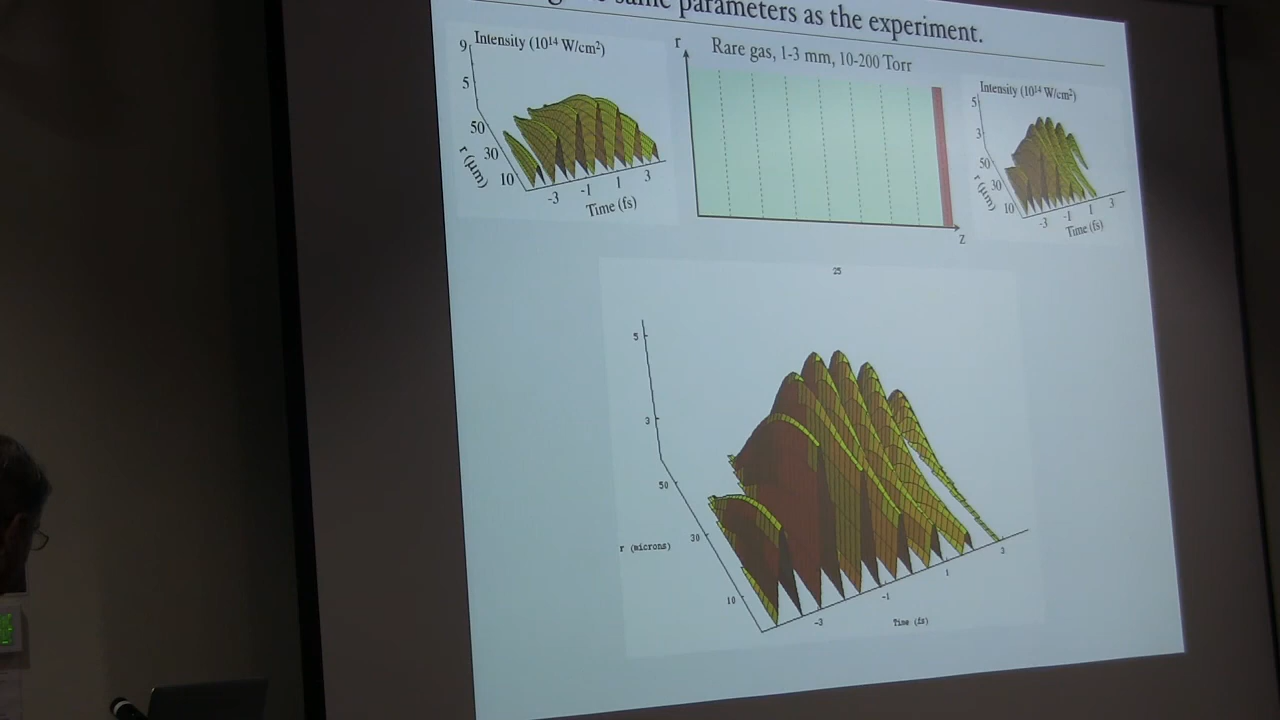 same parameters as the experiment.
Intensity (10¹⁴ W/cm²)
9
5
50
30
10
r (μm)
-3
-1
1
3
Time (fs)
r
Rare gas, 1-3 mm, 10-200 Torr
z
Intensity (10¹⁴ W/cm²)
5
3
50
30
10
r (μm)
-3
-1
1
3
Time (fs)
25
5
3
50
30
10
r (microns)
-3
-1
1
Time (fs)